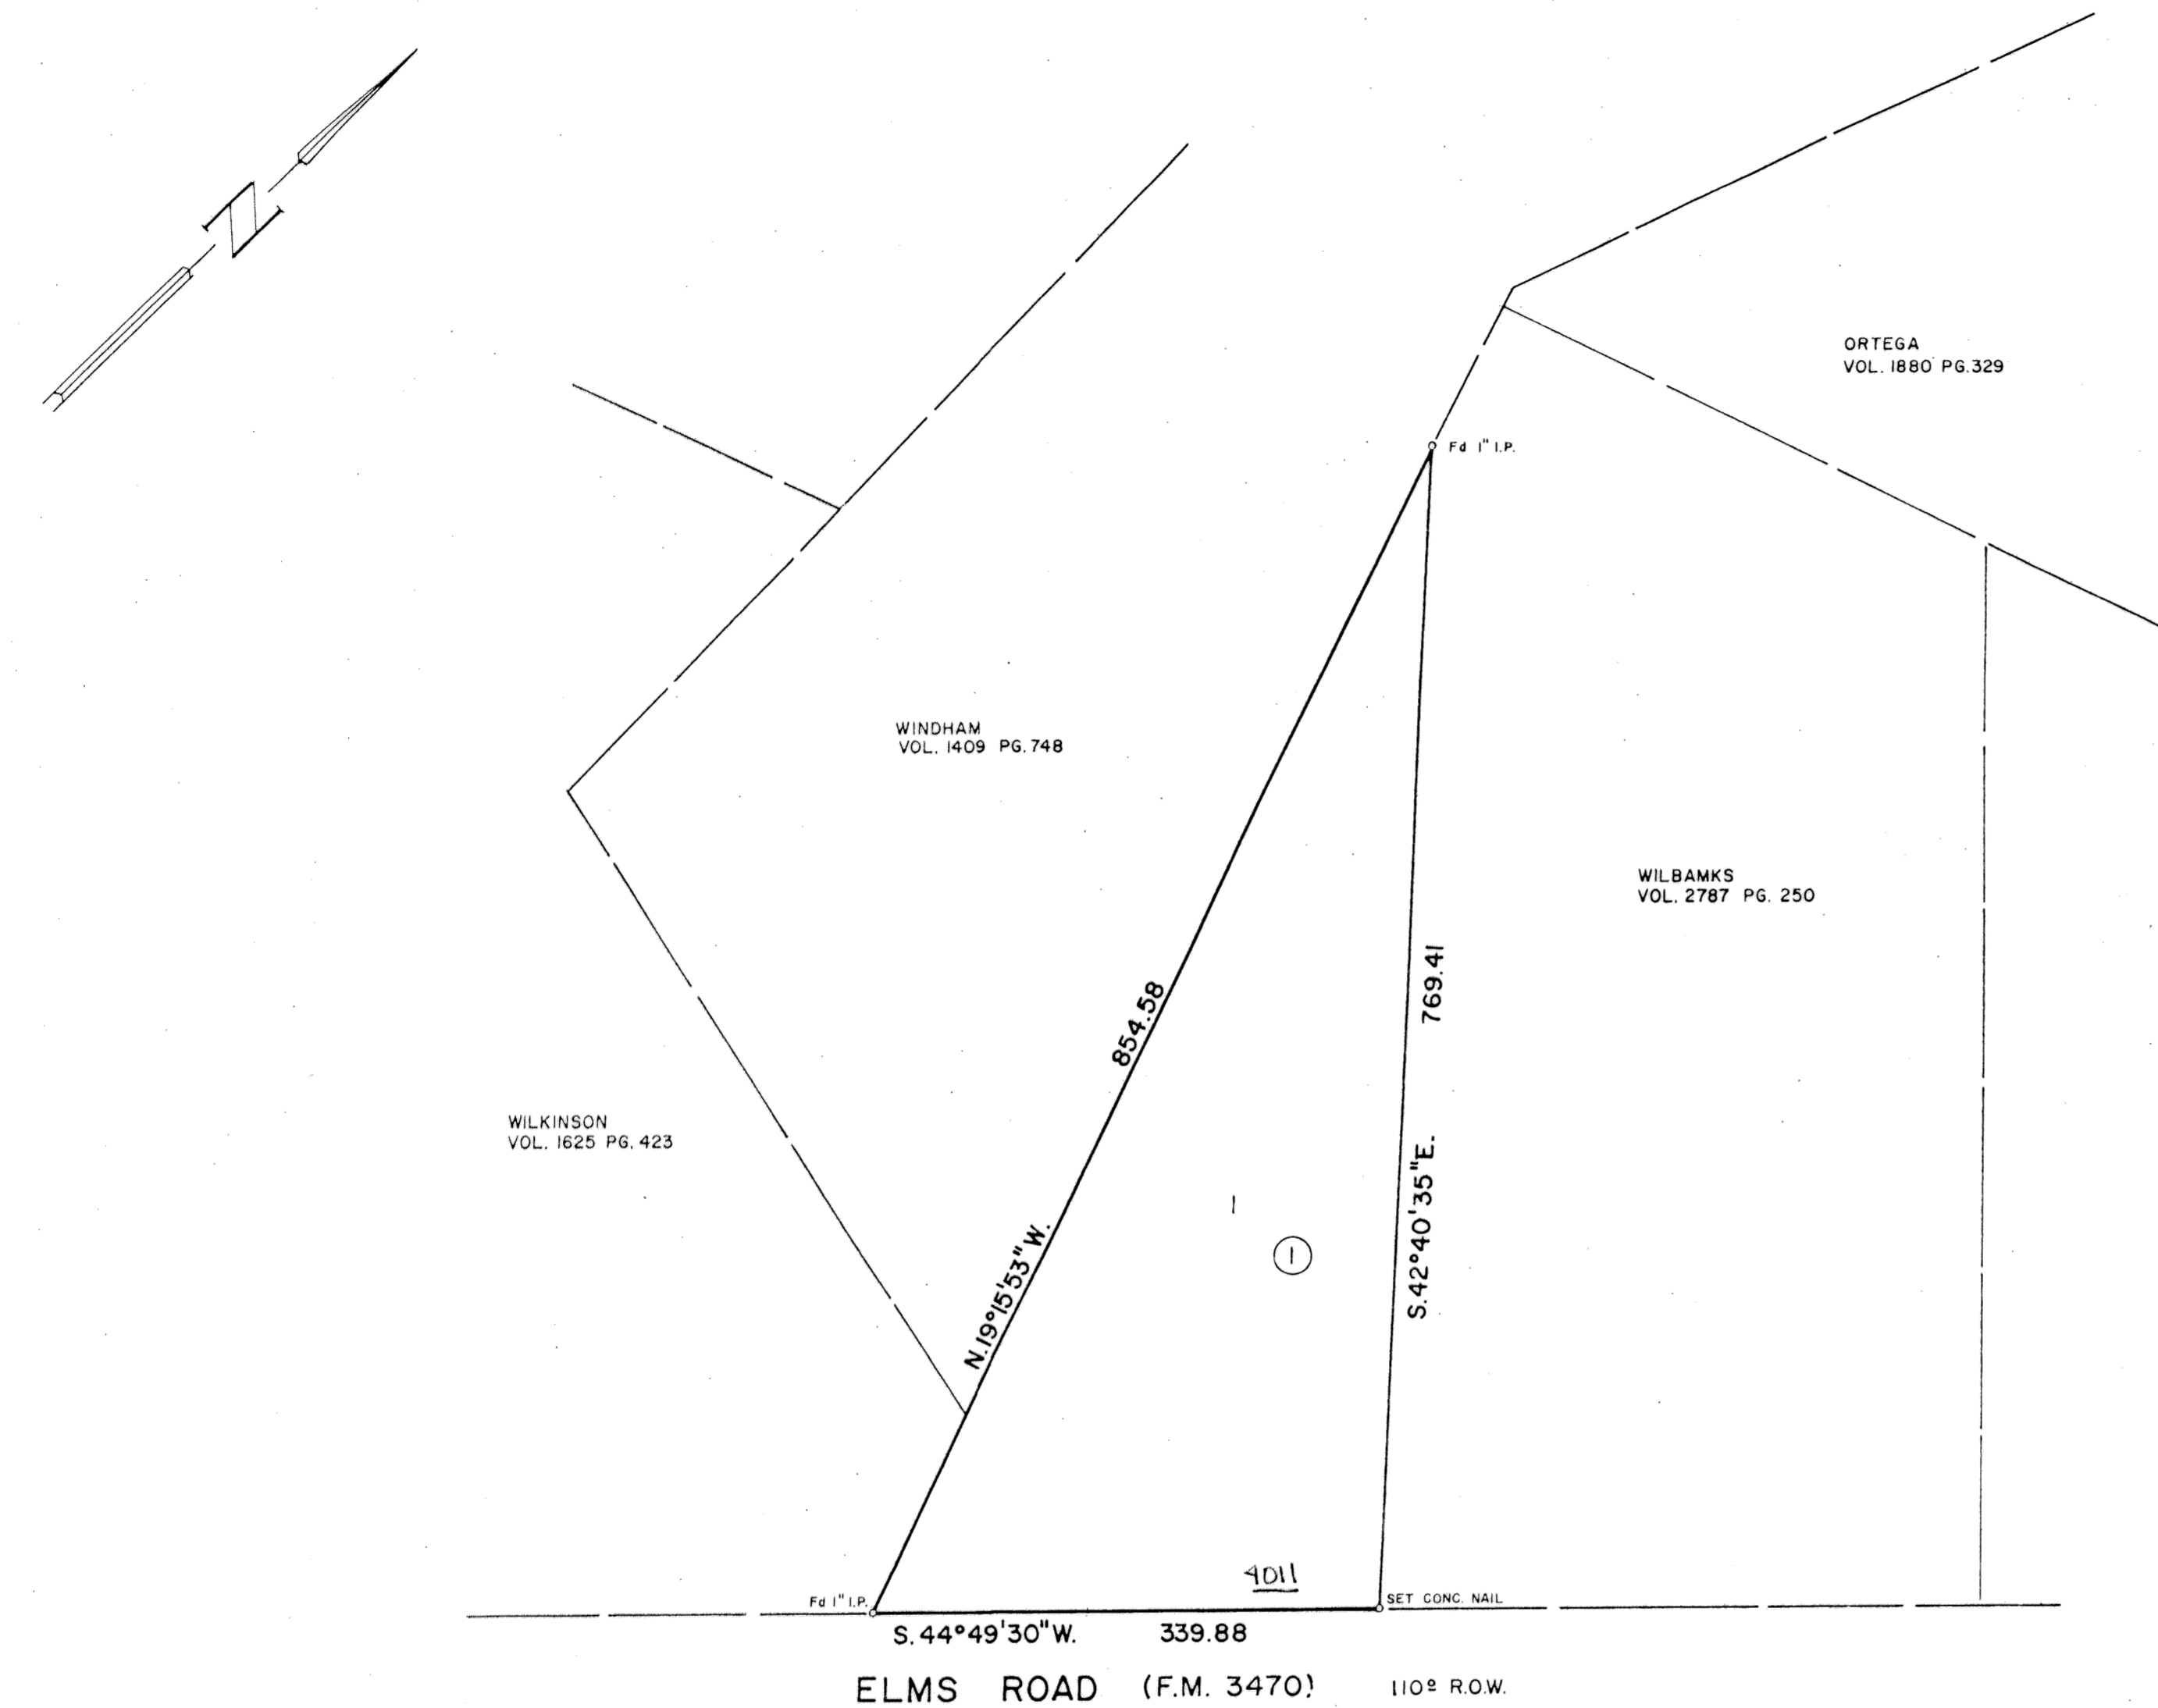 N
ORTEGA
VOL. 1880 PG.329
Fd 1" I.P.
WINDHAM
VOL. 1409 PG. 748
WILBAMKS
VOL. 2787 PG. 250
854.58
769.41
WILKINSON
VOL. 1625 PG. 423
N.19°15'53"W.
S.42°40'35"E.
1
1
4011
Fd 1" I.P.
SET CONC. NAIL
S.44°49'30"W. 339.88
ELMS ROAD (F.M. 3470) 110º R.O.W.